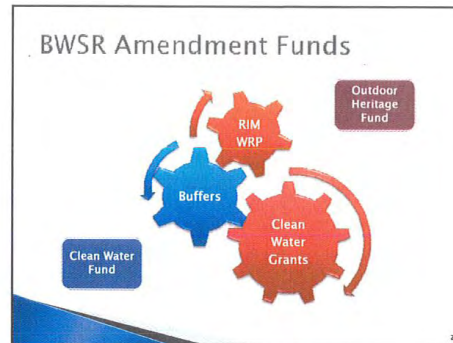 BWSR Amendment Funds
Outdoor
Heritage
Fund
RIM
WRP
Buffers
Clean
Water
Grants
Clean Water
Fund